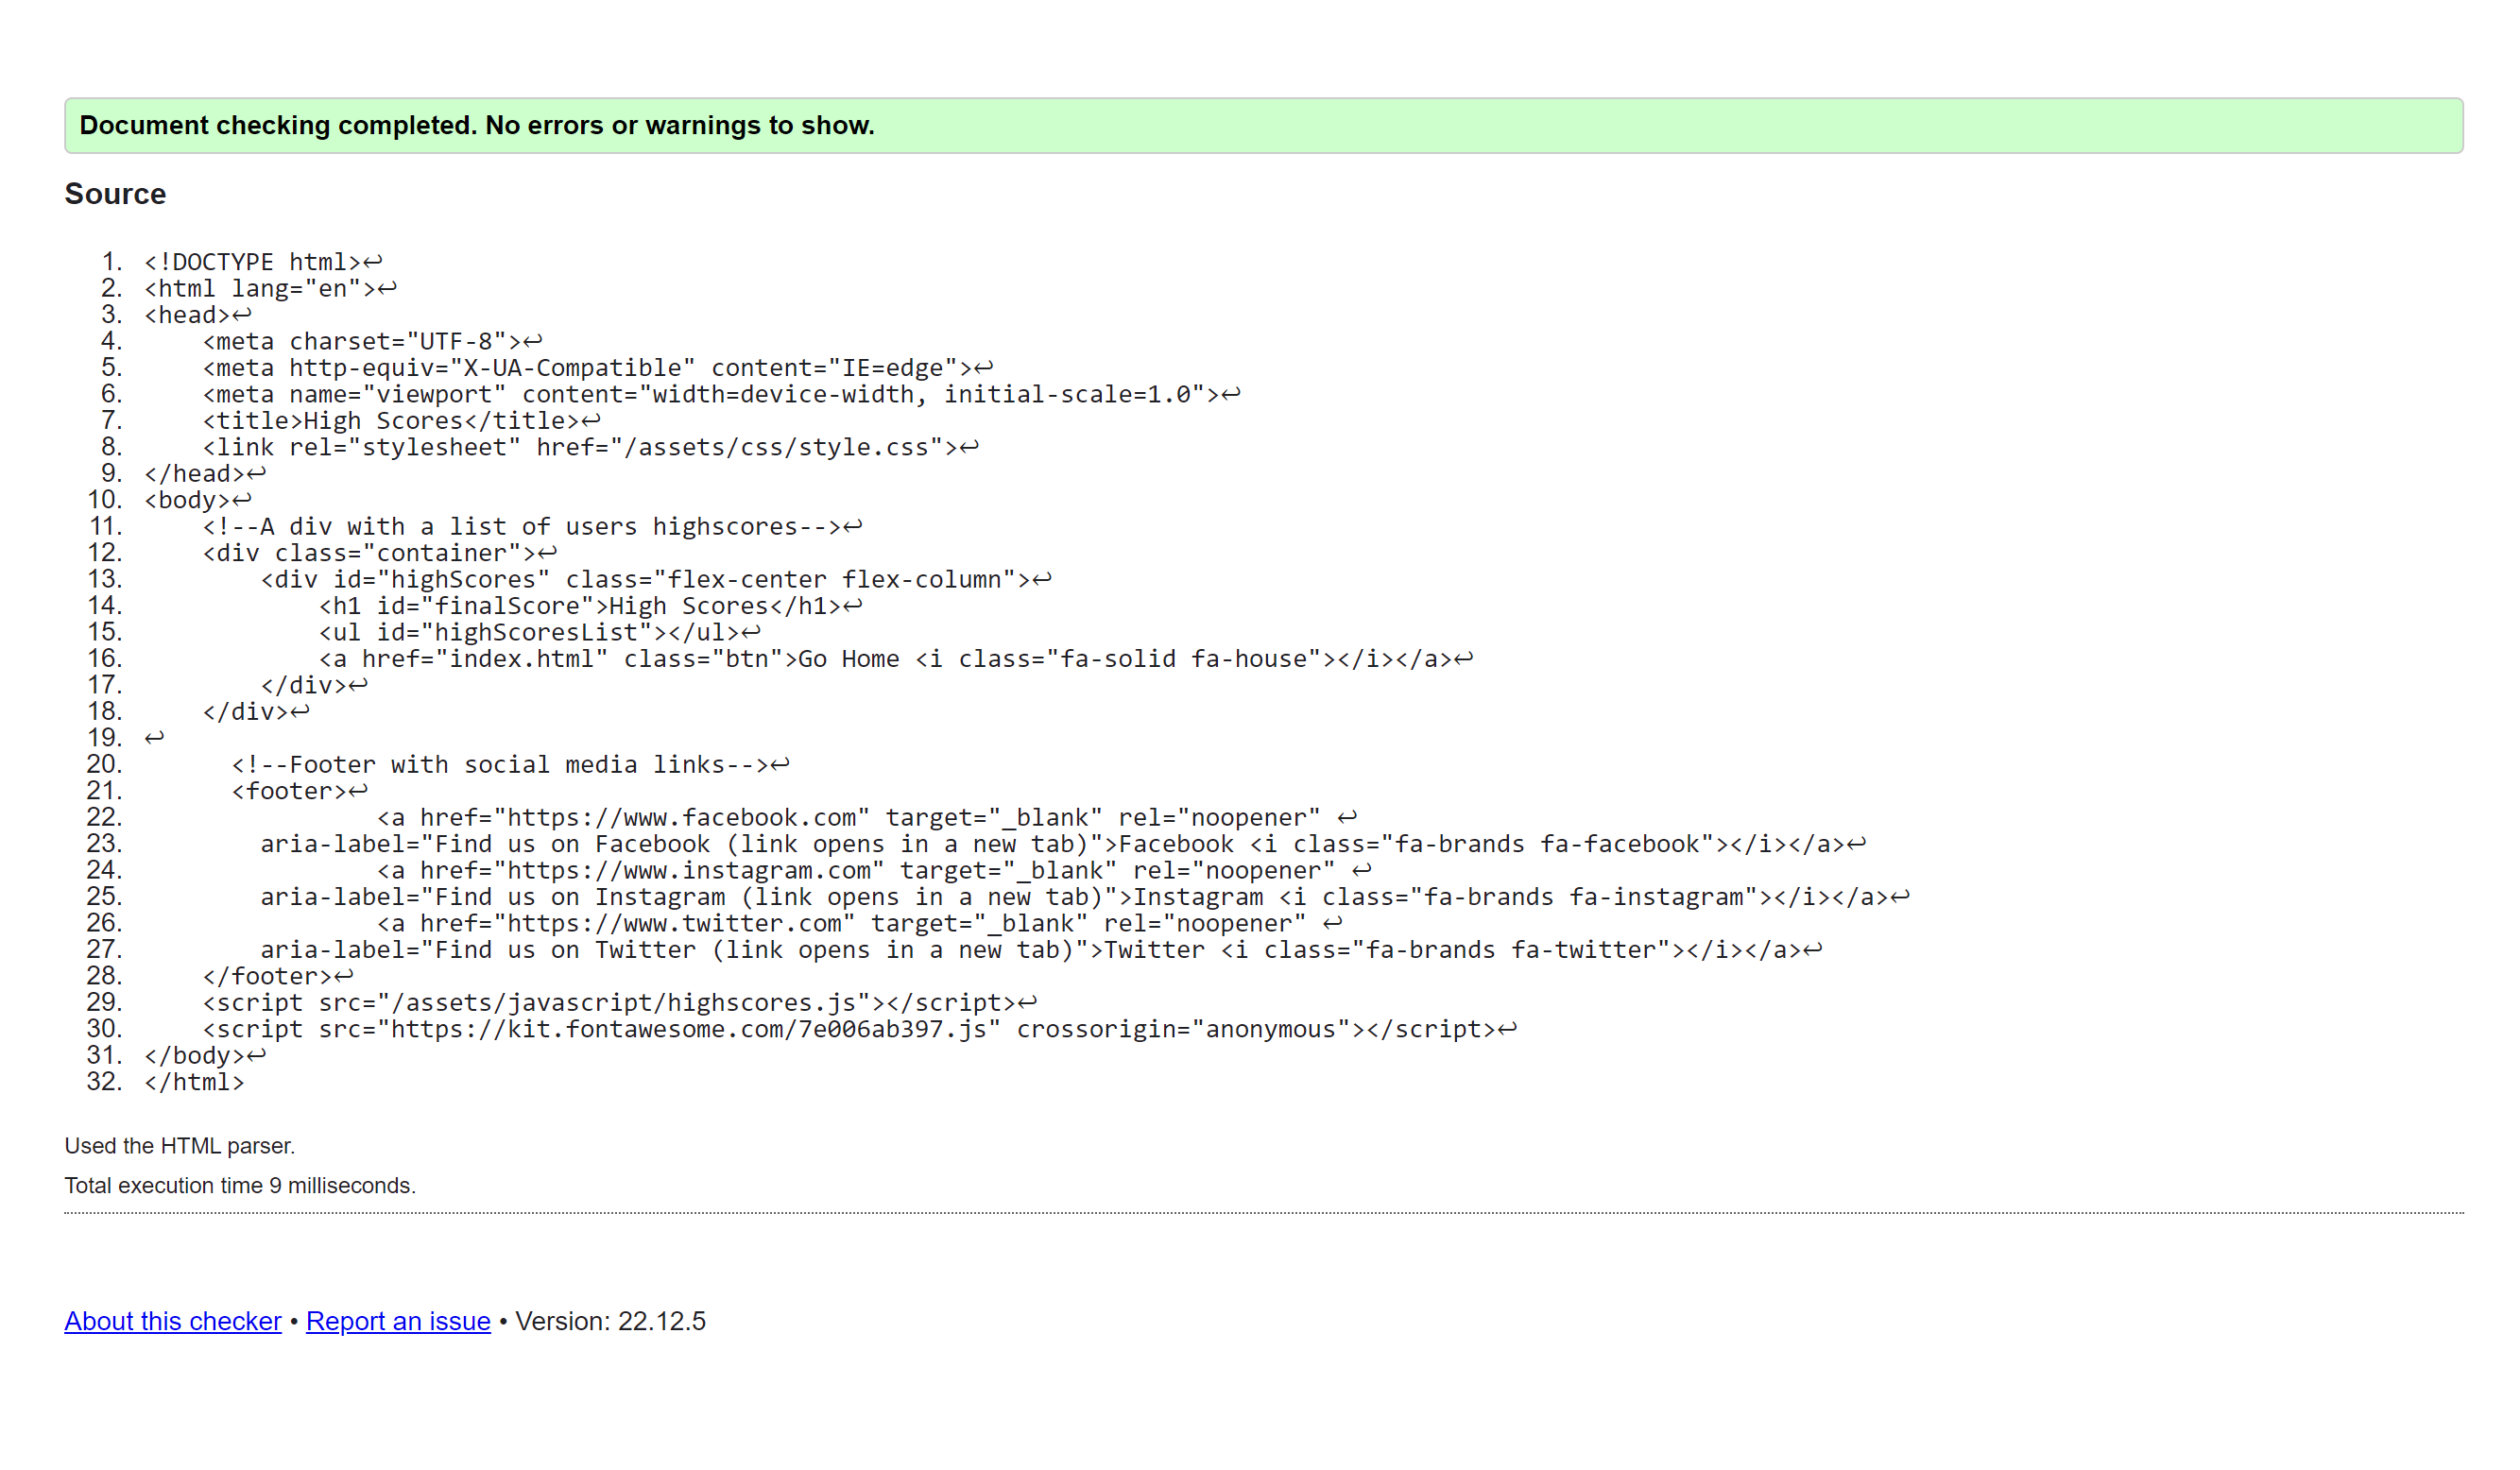 Document checking completed. No errors or warnings to show.
Source
1. <!DOCTYPE html>↩
2. <html lang="en">↩
3. <head>↩
4.     <meta charset="UTF-8">↩
5.     <meta http-equiv="X-UA-Compatible" content="IE=edge">↩
6.     <meta name="viewport" content="width=device-width, initial-scale=1.0">↩
7.     <title>High Scores</title>↩
8.     <link rel="stylesheet" href="/assets/css/style.css">↩
9. </head>↩
10. <body>↩
11.     <!--A div with a list of users highscores-->↩
12.     <div class="container">↩
13.         <div id="highScores" class="flex-center flex-column">↩
14.             <h1 id="finalScore">High Scores</h1>↩
15.             <ul id="highScoresList"></ul>↩
16.             <a href="index.html" class="btn">Go Home <i class="fa-solid fa-house"></i></a>↩
17.         </div>↩
18.     </div>↩
19. ↩
20.       <!--Footer with social media links-->↩
21.       <footer>↩
22.                 <a href="https://www.facebook.com" target="_blank" rel="noopener" ↩
23.         aria-label="Find us on Facebook (link opens in a new tab)">Facebook <i class="fa-brands fa-facebook"></i></a>↩
24.                 <a href="https://www.instagram.com" target="_blank" rel="noopener" ↩
25.         aria-label="Find us on Instagram (link opens in a new tab)">Instagram <i class="fa-brands fa-instagram"></i></a>↩
26.                 <a href="https://www.twitter.com" target="_blank" rel="noopener" ↩
27.         aria-label="Find us on Twitter (link opens in a new tab)">Twitter <i class="fa-brands fa-twitter"></i></a>↩
28.     </footer>↩
29.     <script src="/assets/javascript/highscores.js"></script>↩
30.     <script src="https://kit.fontawesome.com/7e006ab397.js" crossorigin="anonymous"></script>↩
31. </body>↩
32. </html>
Used the HTML parser.
Total execution time 9 milliseconds.
About this checker • Report an issue • Version: 22.12.5